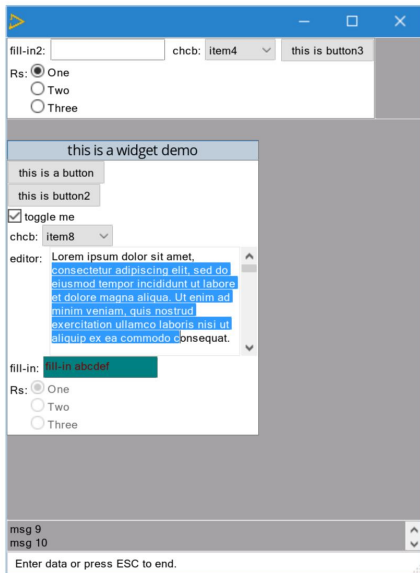 fill-in2: chcb: item4 this is button3
Rs: One
Two
Three
this is a widget demo
this is a button
this is button2
toggle me
chcb: item8
editor: Lorem ipsum dolor sit amet,
consectetur adipiscing elit, sed do
eiusmod tempor incididunt ut labore
et dolore magna aliqua. Ut enim ad
minim veniam, quis nostrud
exercitation ullamco laboris nisi ut
aliquip ex ea commodo consequat.
fill-in: fill-in abcdef
Rs: One
Two
Three
msg 9
msg 10
Enter data or press ESC to end.